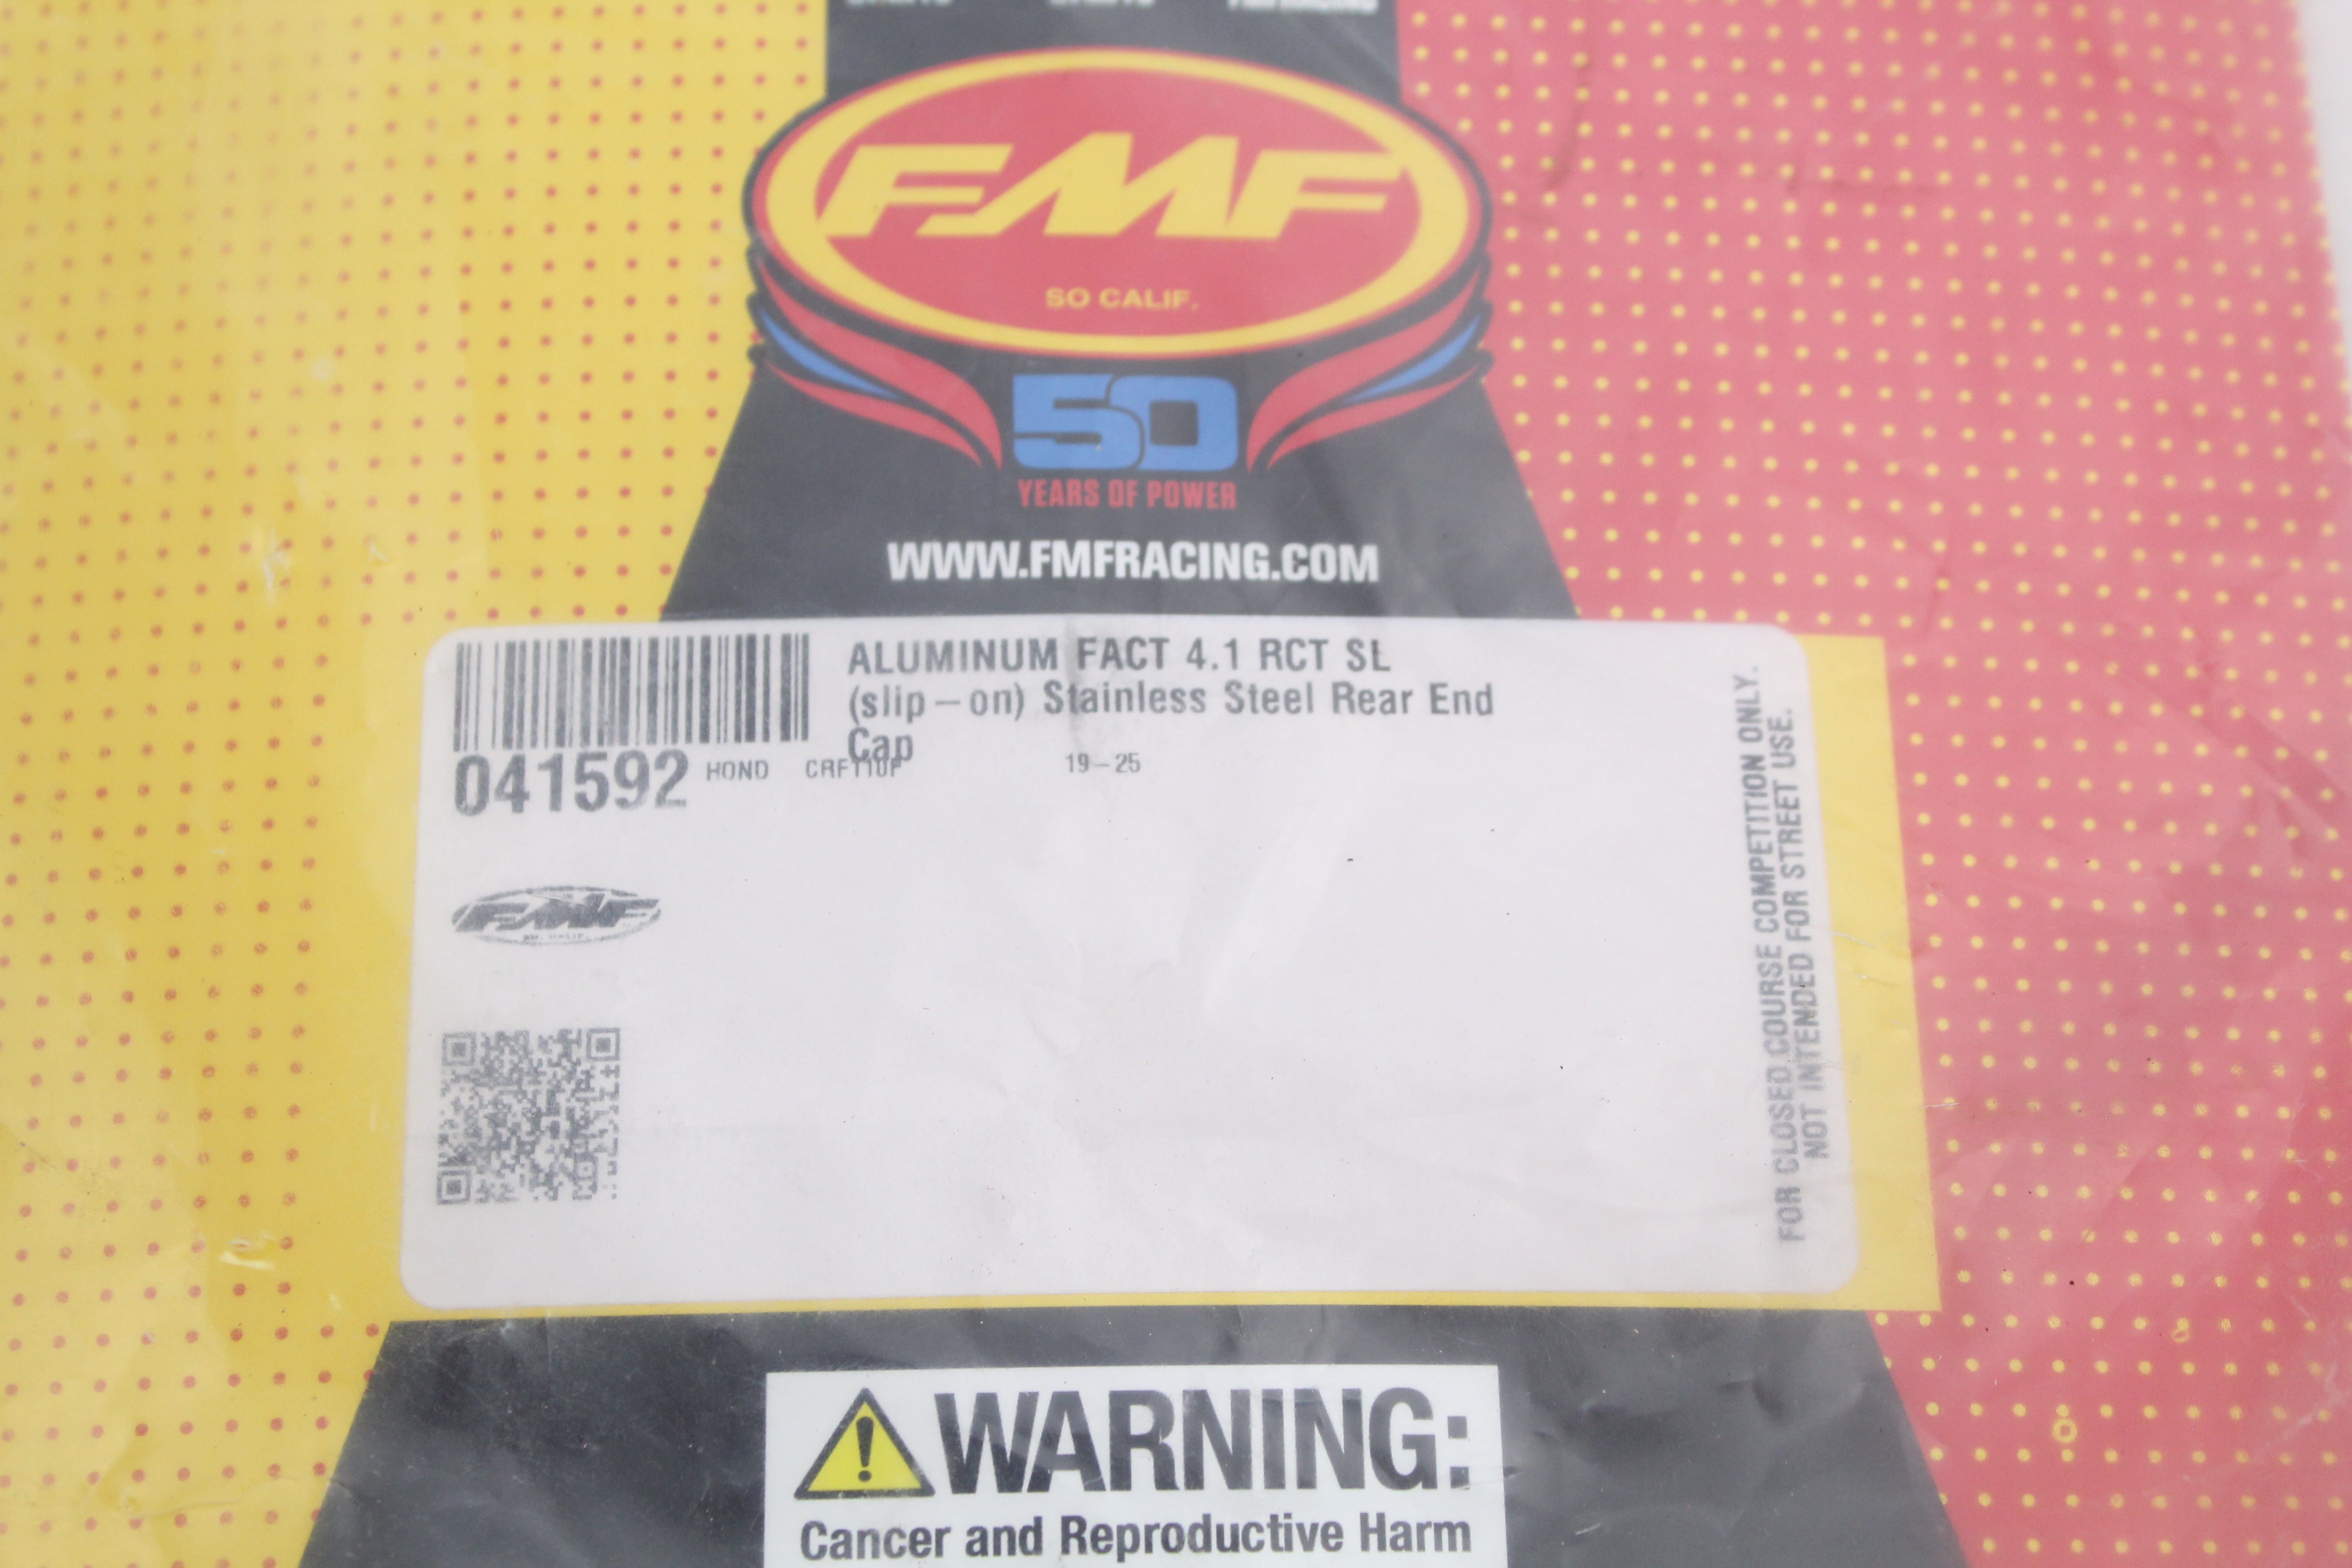 FMF
SO CALIF.
50
YEARS OF POWER
WWW.FMFRACING.COM
ALUMINUM FACT 4.1 RCT SL
(slip-on) Stainless Steel Rear End
Cap
041592 HOND CRF110F 19-25
FMF
FOR CLOSED COURSE COMPETITION ONLY.
NOT INTENDED FOR STREET USE.
WARNING:
Cancer and Reproductive Harm